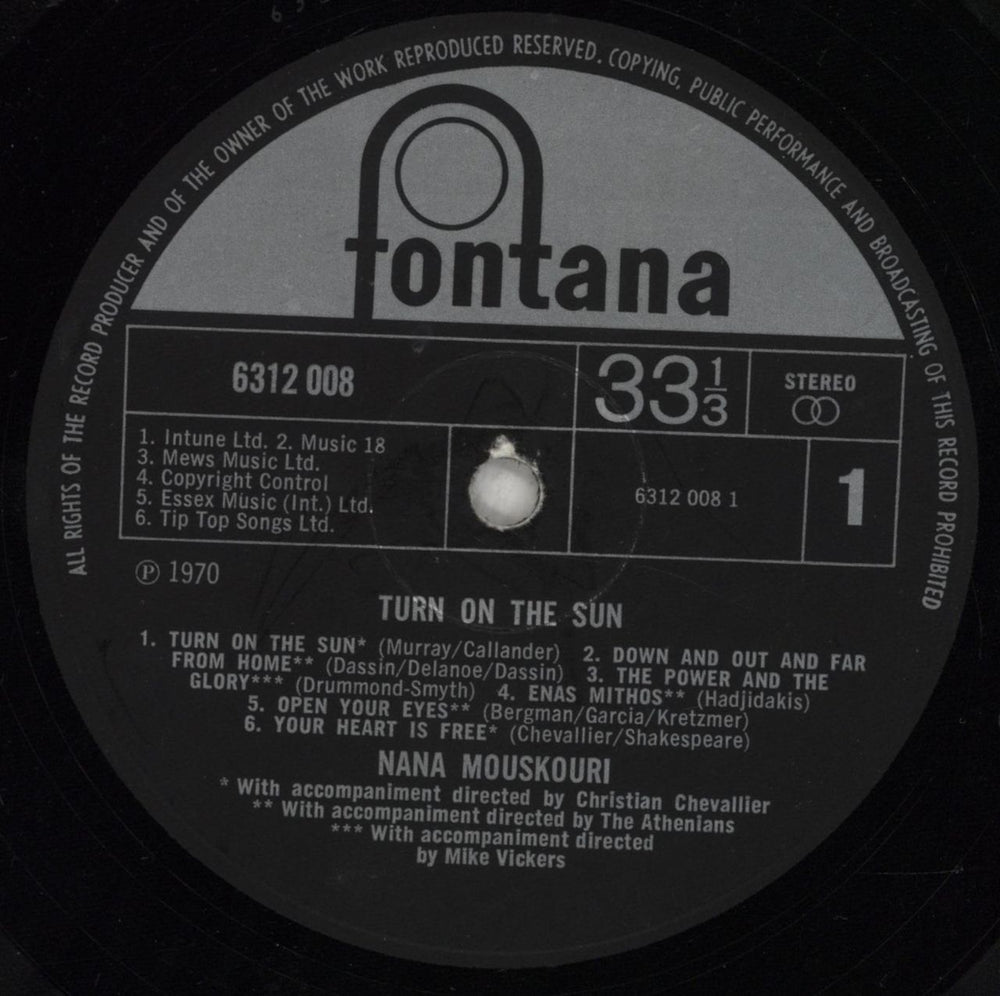 ALL RIGHTS OF THE RECORD PRODUCER AND OF THE OWNER OF THE WORK REPRODUCED RESERVED. COPYING, PUBLIC PERFORMANCE AND BROADCASTING OF THIS RECORD PROHIBITED
fontana
6312 008
33 1/3
STEREO
1. Intune Ltd. 2. Music 18
3. Mews Music Ltd.
4. Copyright Control
5. Essex Music (Int.) Ltd.
6. Tip Top Songs Ltd.
6312 008 1
1
℗ 1970
TURN ON THE SUN
1. TURN ON THE SUN* (Murray/Callander) 2. DOWN AND OUT AND FAR
FROM HOME** (Dassin/Delanoe/Dassin) 3. THE POWER AND THE
GLORY*** (Drummond-Smyth) 4. ENAS MITHOS** (Hadjidakis)
5. OPEN YOUR EYES** (Bergman/Garcia/Kretzmer)
6. YOUR HEART IS FREE* (Chevallier/Shakespeare)
NANA MOUSKOURI
* With accompaniment directed by Christian Chevallier
** With accompaniment directed by The Athenians
*** With accompaniment directed
by Mike Vickers